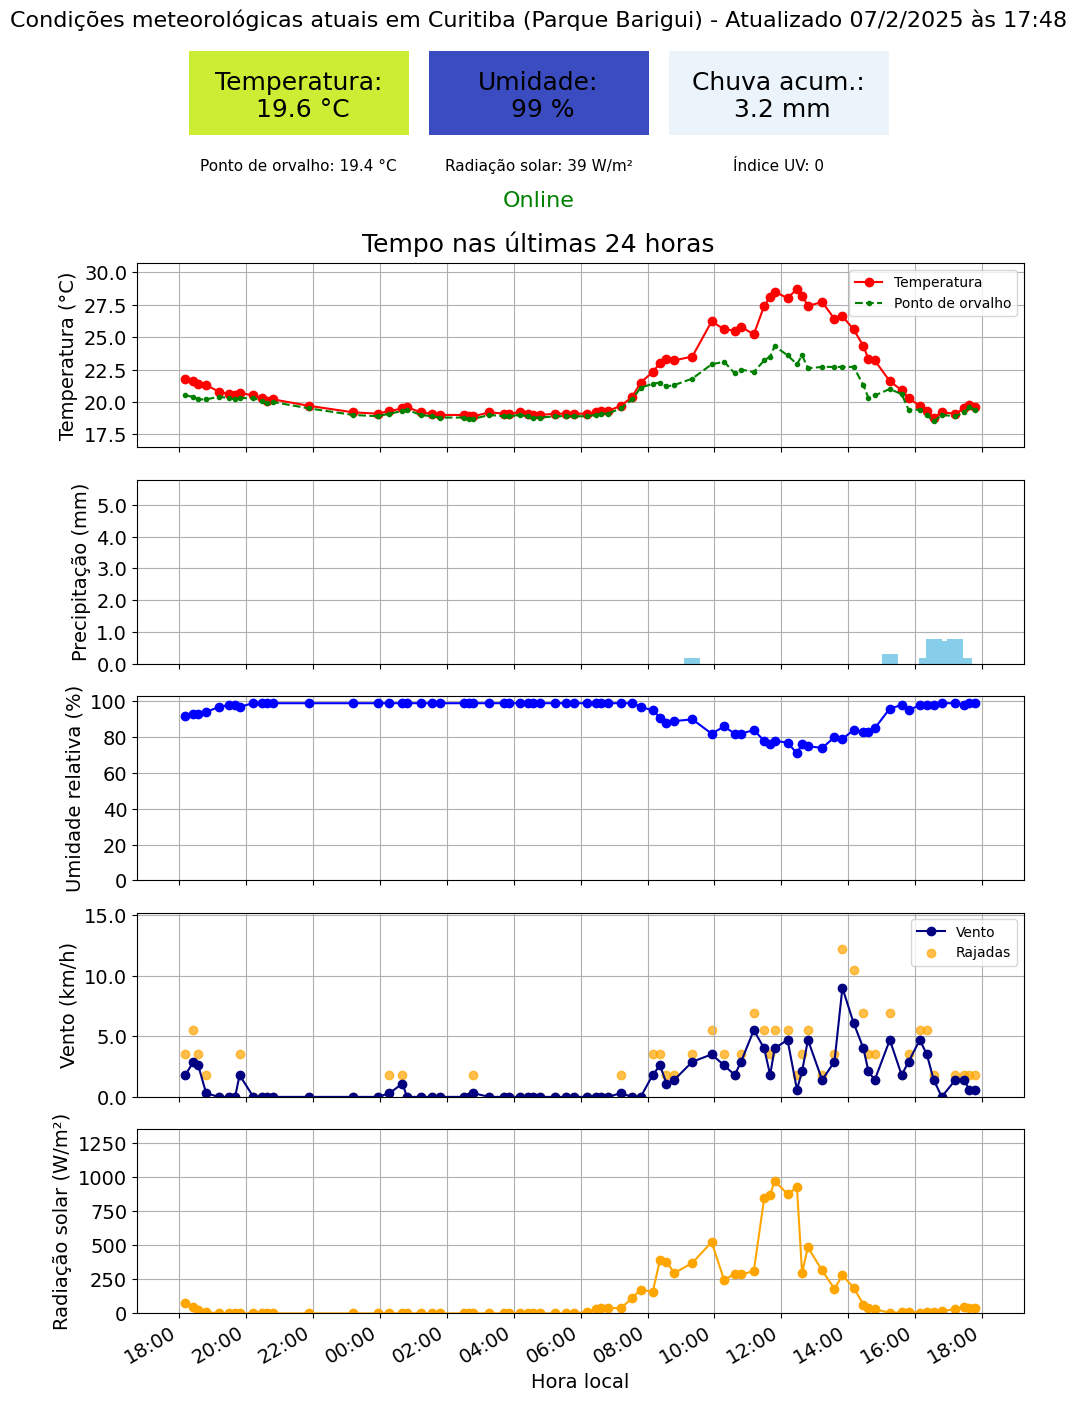 Condições meteorológicas atuais em Curitiba (Parque Barigui) - Atualizado 07/2/2025 às 17:48
Temperatura:
19.6 °C
Umidade:
99 %
Chuva acum.:
3.2 mm
Ponto de orvalho: 19.4 °C
Radiação solar: 39 W/m²
Índice UV: 0
Online
Tempo nas últimas 24 horas
Temperatura (°C)
30.0
27.5
25.0
22.5
20.0
17.5
Temperatura
Ponto de orvalho
Precipitação (mm)
5.0
4.0
3.0
2.0
1.0
0.0
Umidade relativa (%)
100
80
60
40
20
0
Vento (km/h)
15.0
10.0
5.0
0.0
Vento
Rajadas
Radiação solar (W/m²)
1250
1000
750
500
250
0
18:00
20:00
22:00
00:00
02:00
04:00
06:00
08:00
10:00
12:00
14:00
16:00
18:00
Hora local